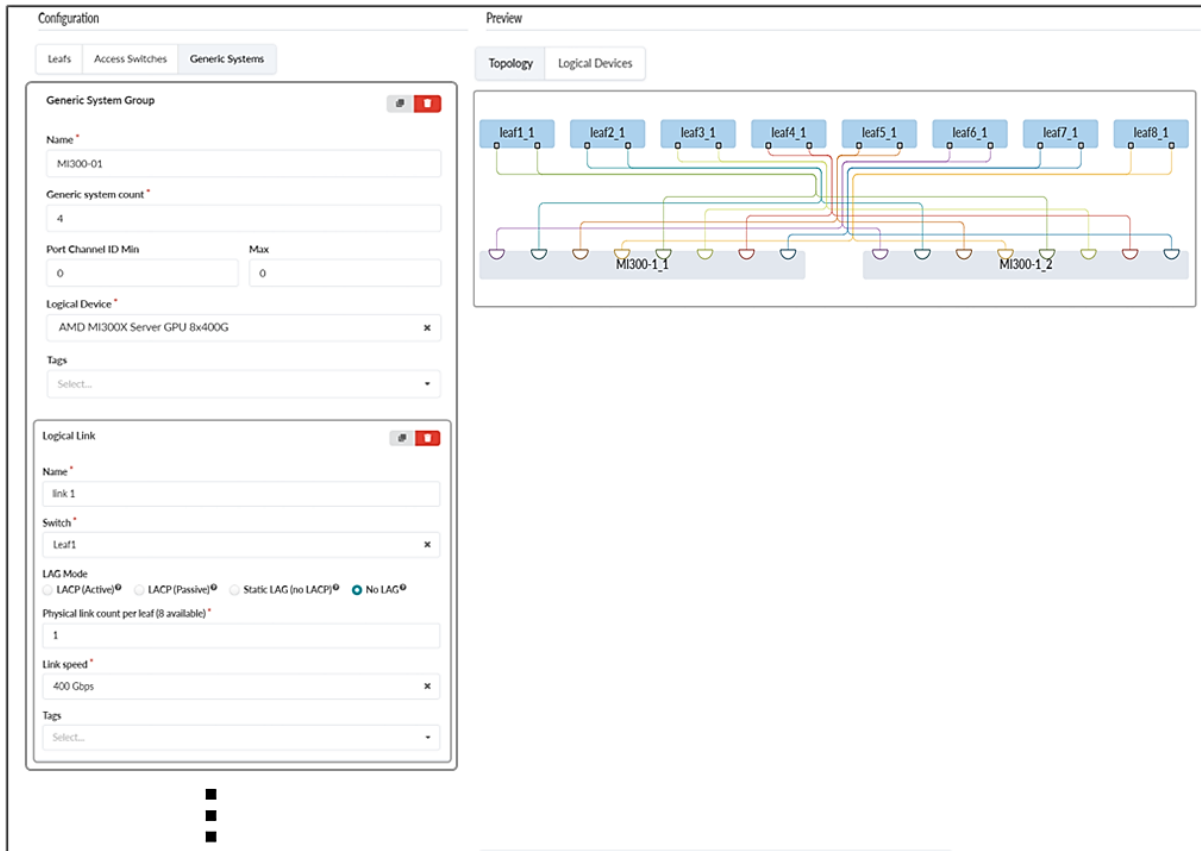 Configuration
Leafs
Access Switches
Generic Systems
Generic System Group
Name *
MI300-01
Generic system count *
4
Port Channel ID Min
Max
0
0
Logical Device *
AMD MI300X Server GPU 8x400G
Tags
Select...
Logical Link
Name *
link 1
Switch *
Leaf1
LAG Mode
LACP (Active)
LACP (Passive)
Static LAG (no LACP)
No LAG
Physical link count per leaf (8 available) *
1
Link speed *
400 Gbps
Tags
Select...
Preview
Topology
Logical Devices
leaf1_1
leaf2_1
leaf3_1
leaf4_1
leaf5_1
leaf6_1
leaf7_1
leaf8_1
MI300-1_1
MI300-1_2